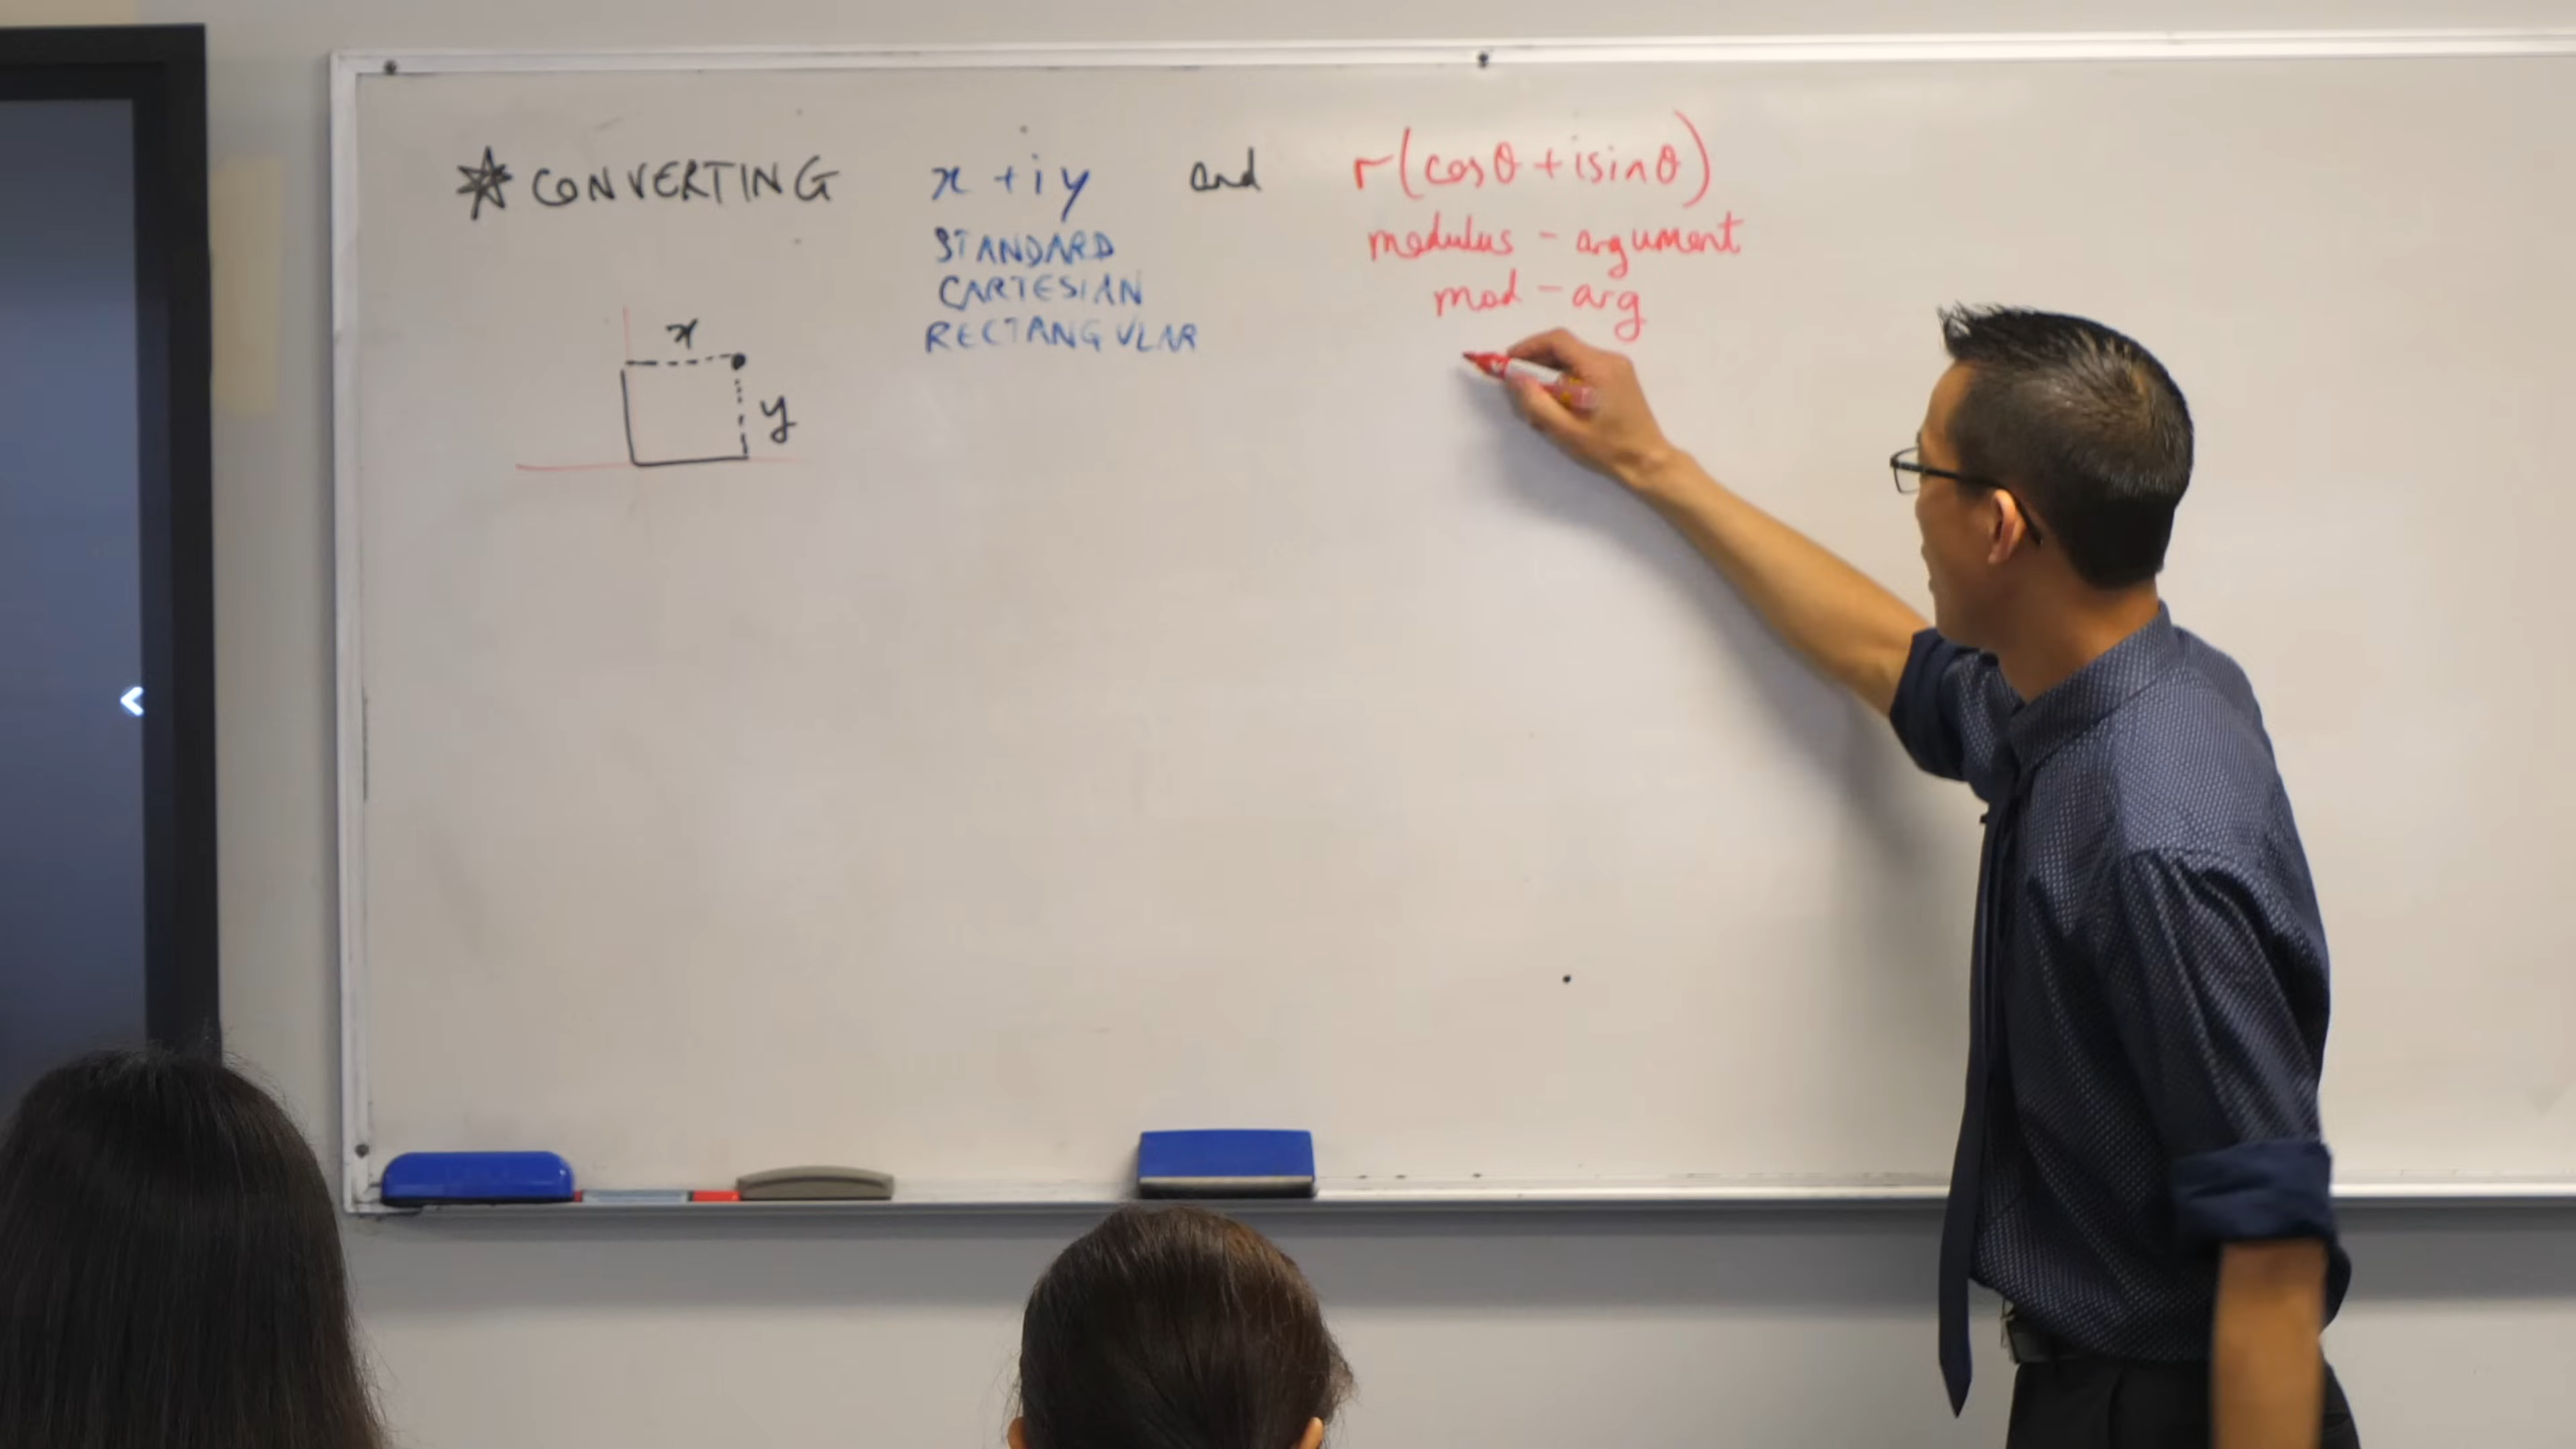 ☆ CONVERTING x + iy and r(cosθ + isinθ)
STANDARD
CARTESIAN
RECTANGULAR
modulus - argument
mod - arg
x
y